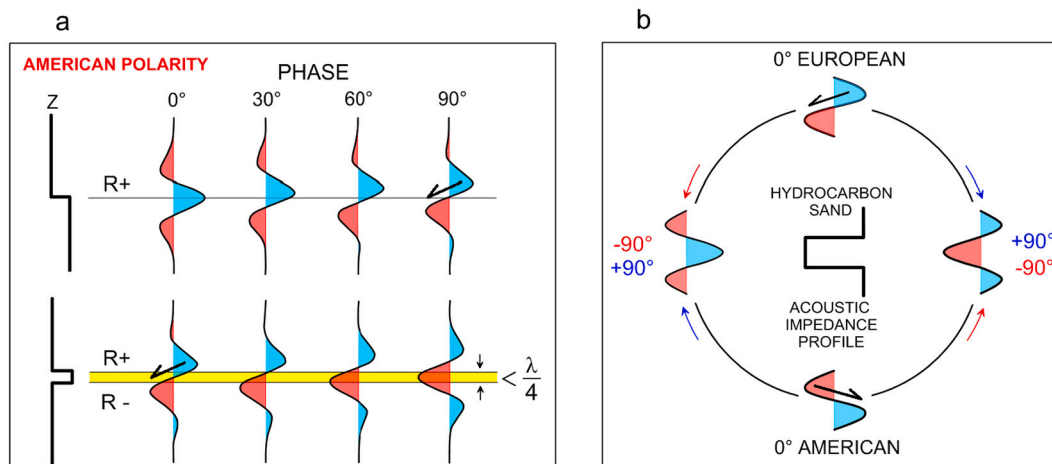 a
AMERICAN POLARITY
PHASE
Z
0°
30°
60°
90°
R+
R+
R -
< λ/4
b
0° EUROPEAN
HYDROCARBON
SAND
-90°
+90°
+90°
-90°
ACOUSTIC
IMPEDANCE
PROFILE
0° AMERICAN